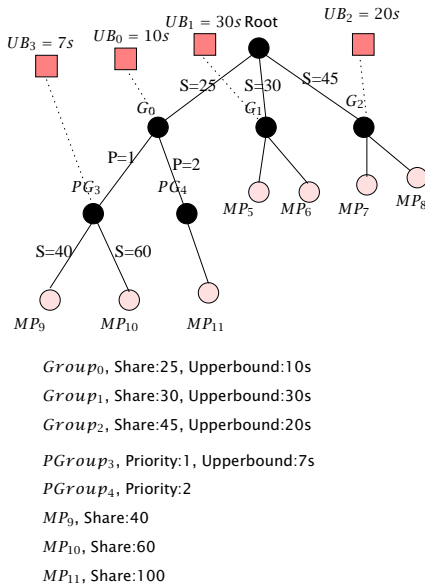 UB₁ = 30s Root
UB₂ = 20s
UB₃ = 7s
UB₀ = 10s
S=25
S=30
S=45
G₀
G₁
G₂
P=1
P=2
PG₃
PG₄
MP₅
MP₆
MP₇
MP₈
S=40
S=60
MP₉
MP₁₀
MP₁₁
Group₀, Share:25, Upperbound:10s
Group₁, Share:30, Upperbound:30s
Group₂, Share:45, Upperbound:20s
PGroup₃, Priority:1, Upperbound:7s
PGroup₄, Priority:2
MP₉, Share:40
MP₁₀, Share:60
MP₁₁, Share:100